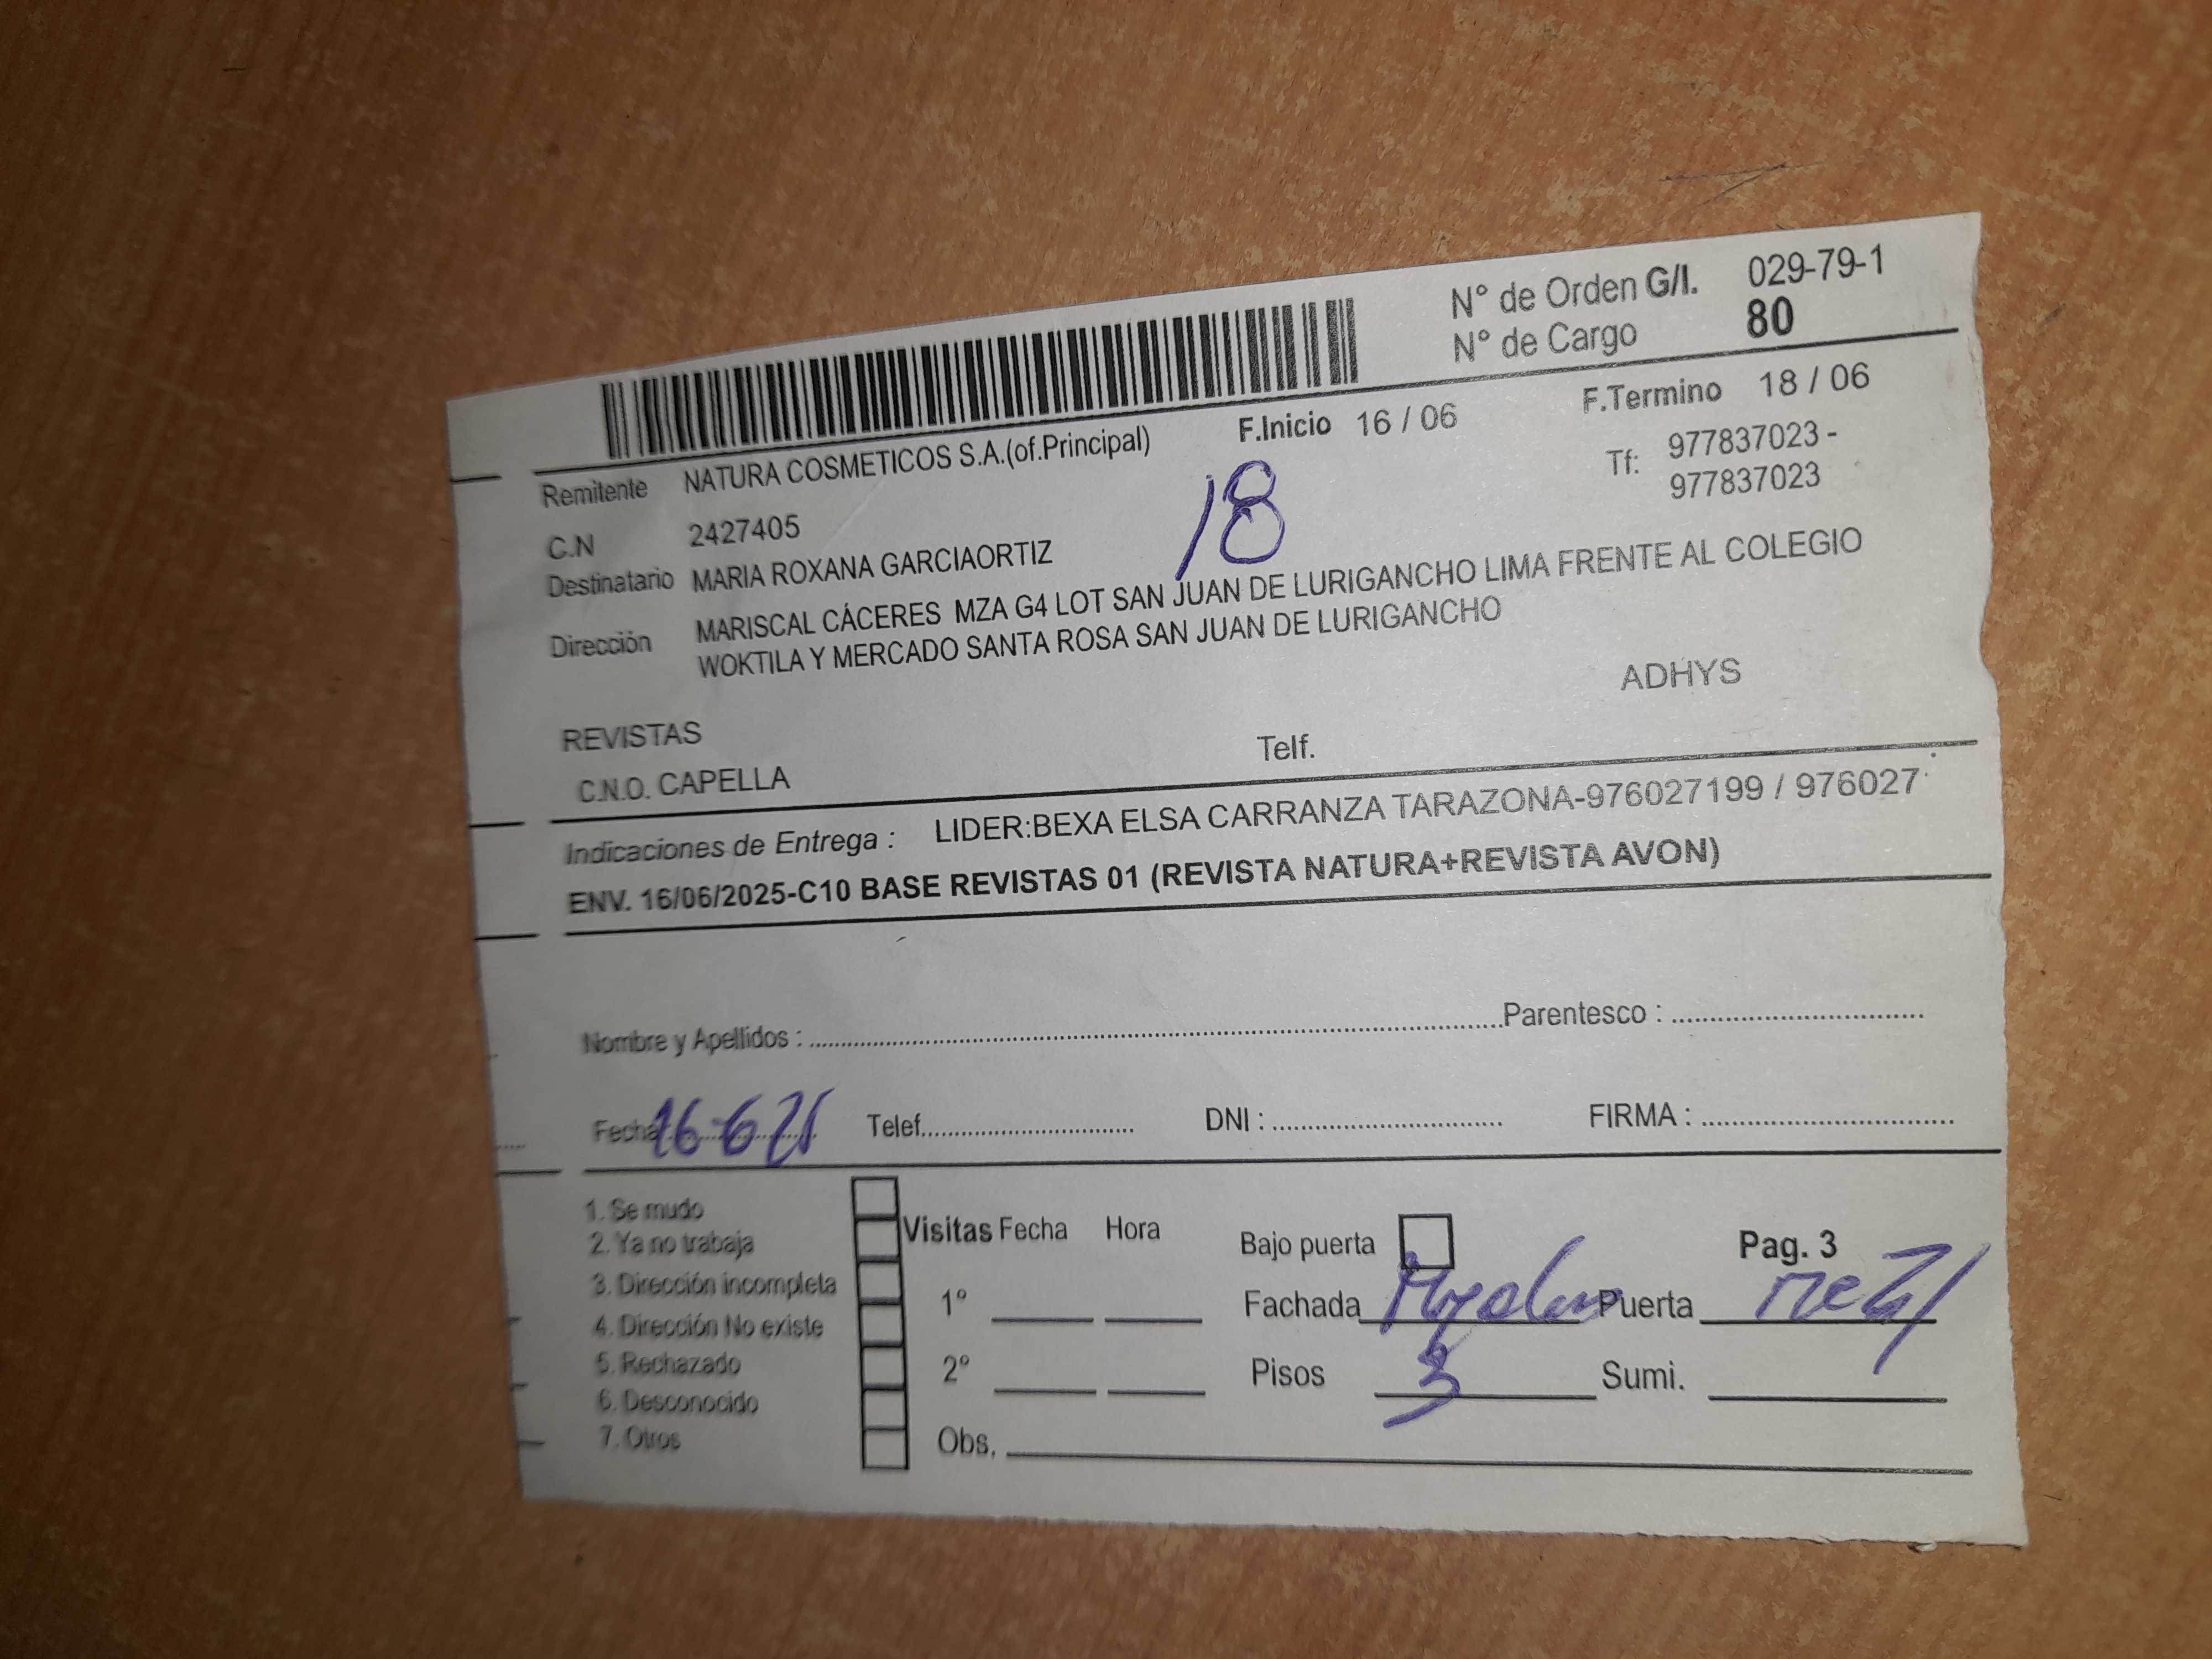 N° de Orden G/I. 029-79-1
N° de Cargo 80
F.Inicio 16 / 06 F.Termino 18 / 06
Remitente NATURA COSMETICOS S.A.(of.Principal) Tf: 977837023 -
977837023
C.N 2427405 18
Destinatario MARIA ROXANA GARCIAORTIZ
Dirección MARISCAL CÁCERES MZA G4 LOT SAN JUAN DE LURIGANCHO LIMA FRENTE AL COLEGIO
WOKTILA Y MERCADO SANTA ROSA SAN JUAN DE LURIGANCHO
ADHYS
REVISTAS
C.N.O. CAPELLA Telf.
Indicaciones de Entrega : LIDER:BEXA ELSA CARRANZA TARAZONA-976027199 / 976027
ENV. 16/06/2025-C10 BASE REVISTAS 01 (REVISTA NATURA+REVISTA AVON)
Nombre y Apellidos : Parentesco :
Fecha 16-6 Telef. DNI : FIRMA :
1. Se mudo
2. Ya no trabaja
3. Dirección incompleta
4. Dirección No existe
5. Rechazado
6. Desconocido
7. Otros
Visitas Fecha Hora
1°
2°
Obs.
Bajo puerta Pag. 3
Fachada Puerta
Pisos 3 Sumi.